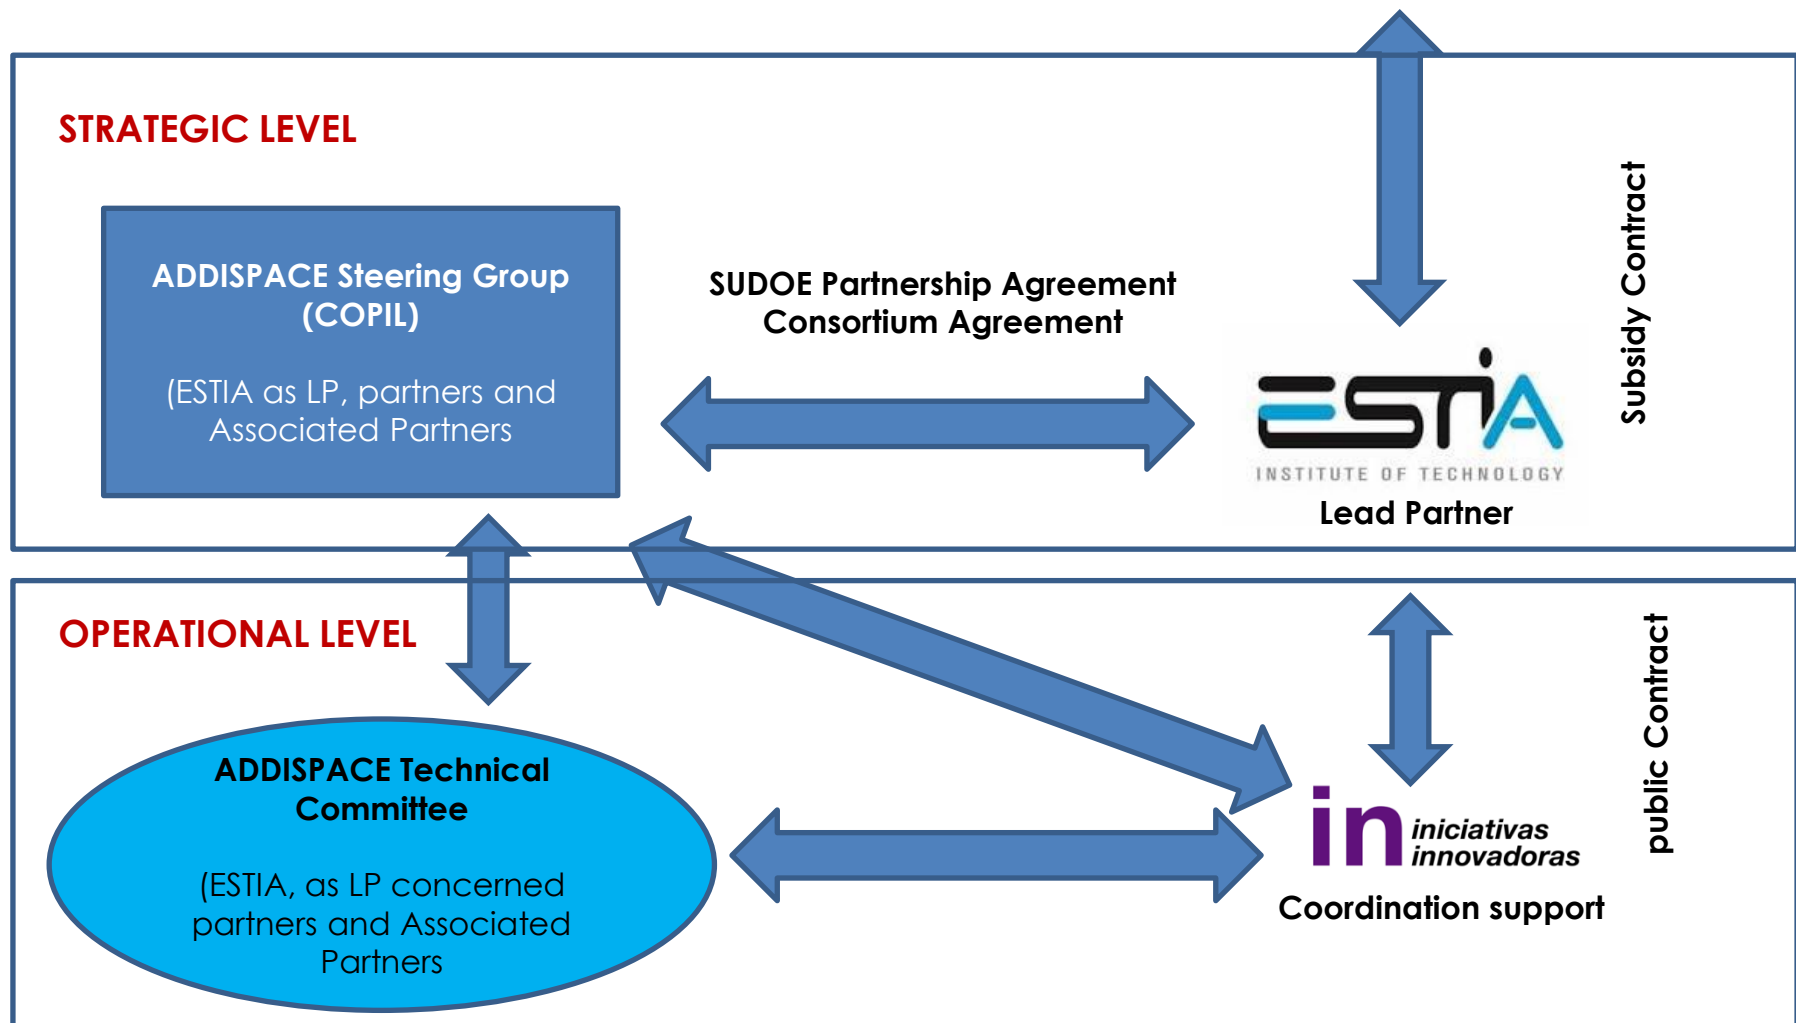 STRATEGIC LEVEL
ADDISPACE Steering Group
(COPIL)
(ESTIA as LP, partners and
Associated Partners
SUDOE Partnership Agreement
Consortium Agreement
ESTIA
INSTITUTE OF TECHNOLOGY
Lead Partner
Subsidy Contract
OPERATIONAL LEVEL
ADDISPACE Technical
Committee
(ESTIA, as LP concerned
partners and Associated
Partners
in iniciativas
innovadoras
Coordination support
public Contract